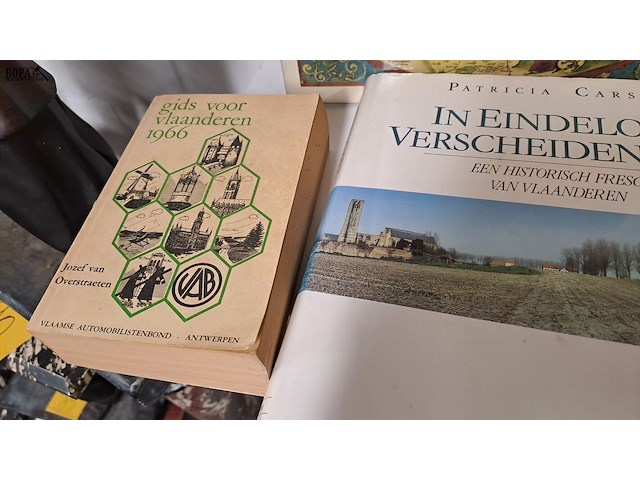 BOPA
gids voor
vlaanderen
1966
Jozef van
Overstraeten
VAB
VLAAMSE AUTOMOBILISTENBOND - ANTWERPEN
PATRICIA CARS
IN EINDELO
VERSCHEIDEN
EEN HISTORISCH FRESC
VAN VLAANDEREN